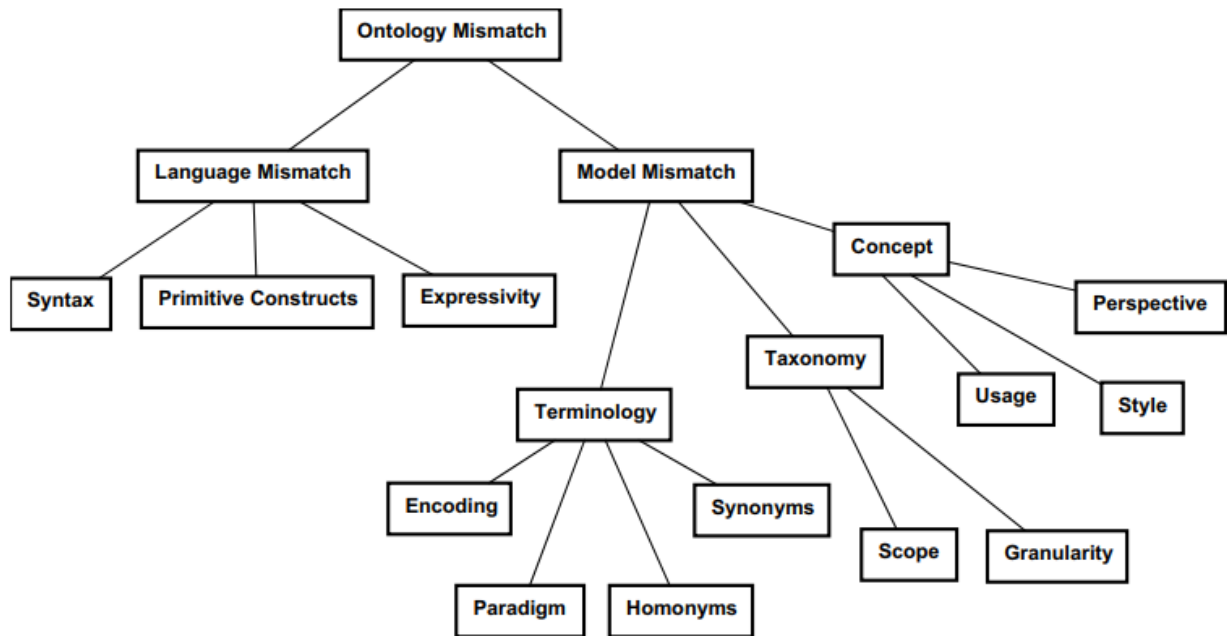 Ontology Mismatch
Language Mismatch
Model Mismatch
Concept
Syntax
Primitive Constructs
Expressivity
Perspective
Taxonomy
Usage
Style
Terminology
Encoding
Synonyms
Scope
Granularity
Paradigm
Homonyms